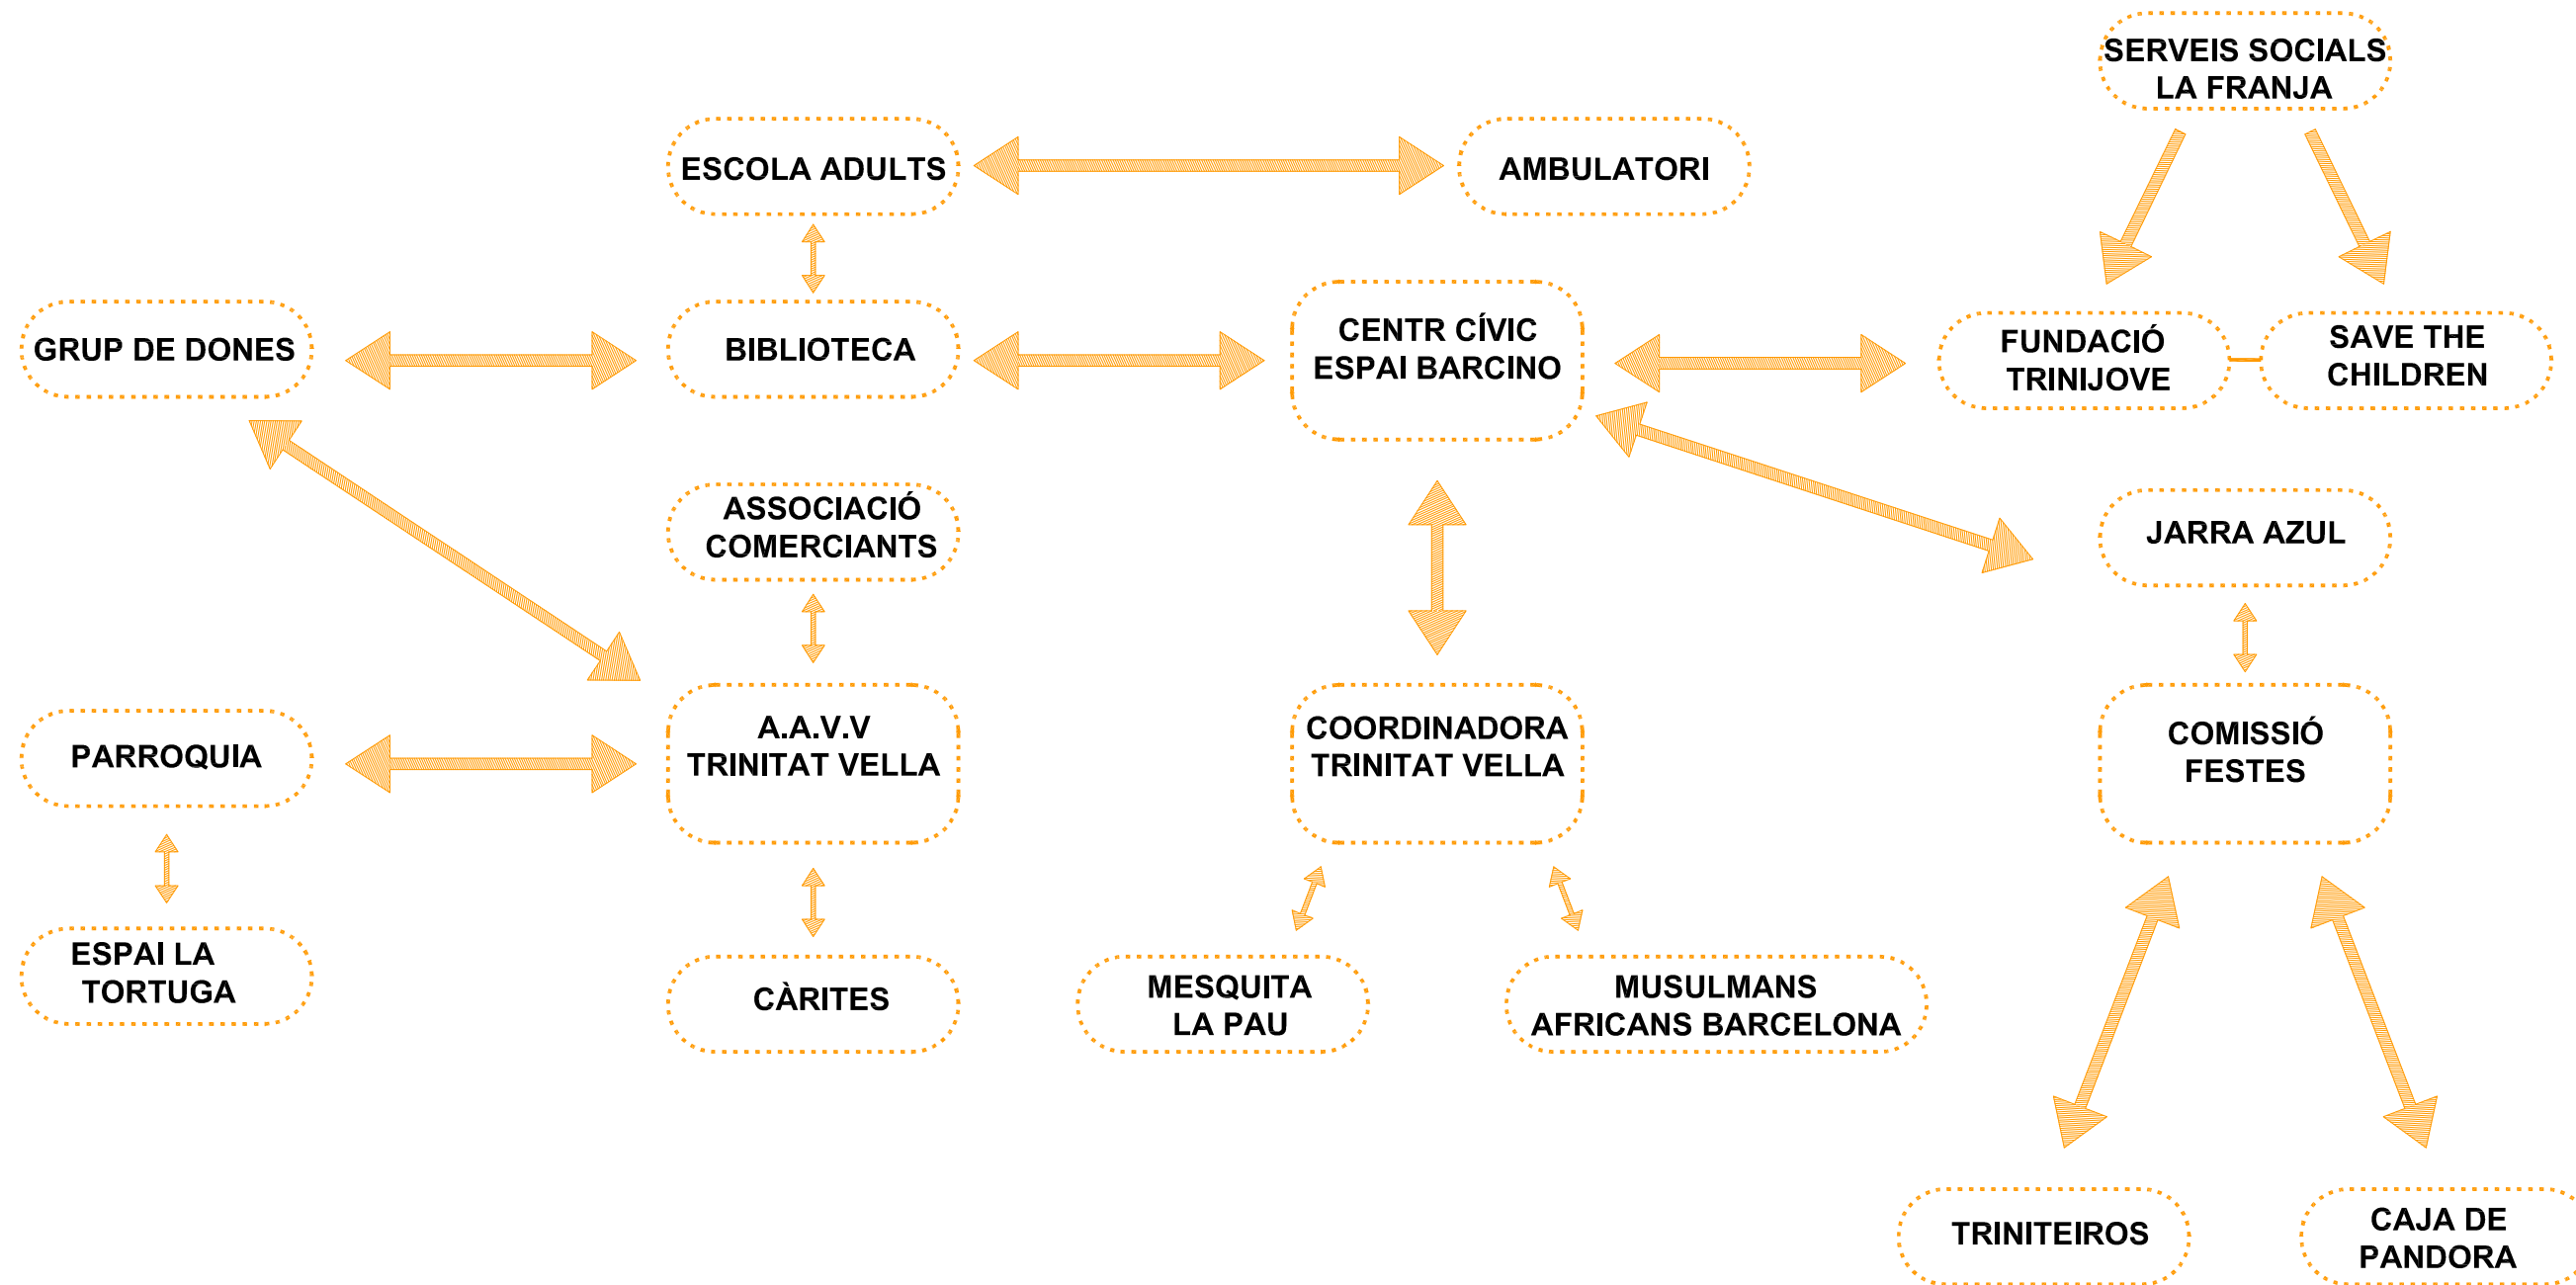 SERVEIS SOCIALS
LA FRANJA
ESCOLA ADULTS
AMBULATORI
GRUP DE DONES
BIBLIOTECA
CENTR CÍVIC
ESPAI BARCINO
FUNDACIÓ
TRINIJOVE
SAVE THE
CHILDREN
ASSOCIACIÓ
COMERCIANTS
JARRA AZUL
PARROQUIA
A.A.V.V
TRINITAT VELLA
COORDINADORA
TRINITAT VELLA
COMISSIÓ
FESTES
ESPAI LA
TORTUGA
CÀRITES
MESQUITA
LA PAU
MUSULMANS
AFRICANS BARCELONA
TRINITEIROS
CAJA DE
PANDORA